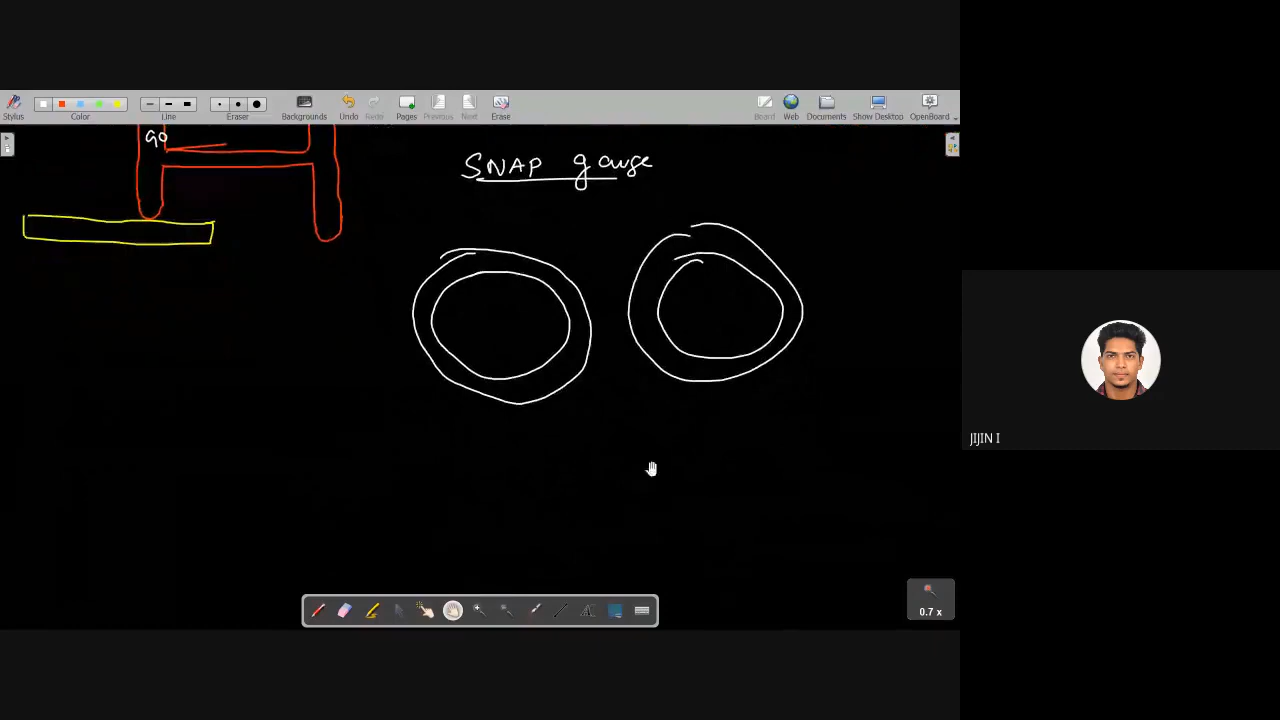 Stylus
Color
Line
Eraser
Backgrounds
Undo
Redo
Pages
Previous
Next
Erase
Board
Web
Documents
Show Desktop
OpenBoard
GO
SNAP gauge
JIJIN I
0.7 x